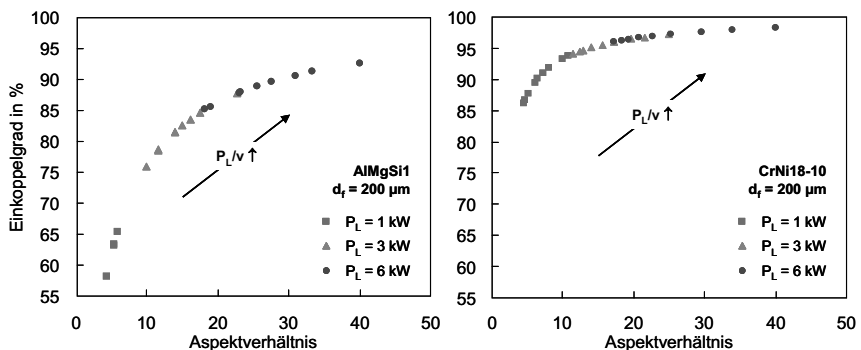 Einkoppelgrad in %
100
95
90
85
80
75
70
65
60
55
0 10 20 30 40 50
Aspektverhältnis
P_L/v ↑
AlMgSi1
d_f = 200 µm
P_L = 1 kW
P_L = 3 kW
P_L = 6 kW
100
95
90
85
80
75
70
65
60
55
0 10 20 30 40 50
Aspektverhältnis
P_L/v ↑
CrNi18-10
d_f = 200 µm
P_L = 1 kW
P_L = 3 kW
P_L = 6 kW